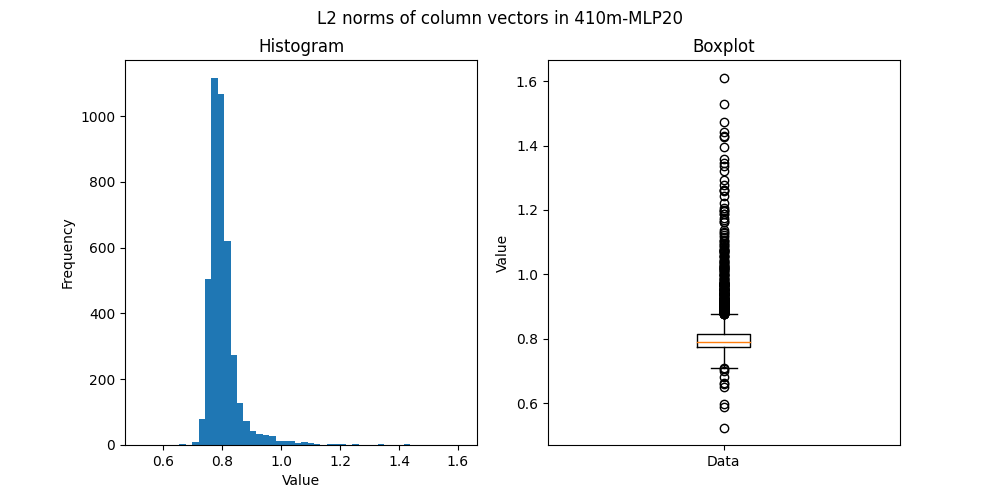 L2 norms of column vectors in 410m-MLP20
Histogram
Frequency
1000
800
600
400
200
0
0.6 0.8 1.0 1.2 1.4 1.6
Value
Boxplot
Value
1.6
1.4
1.2
1.0
0.8
0.6
Data